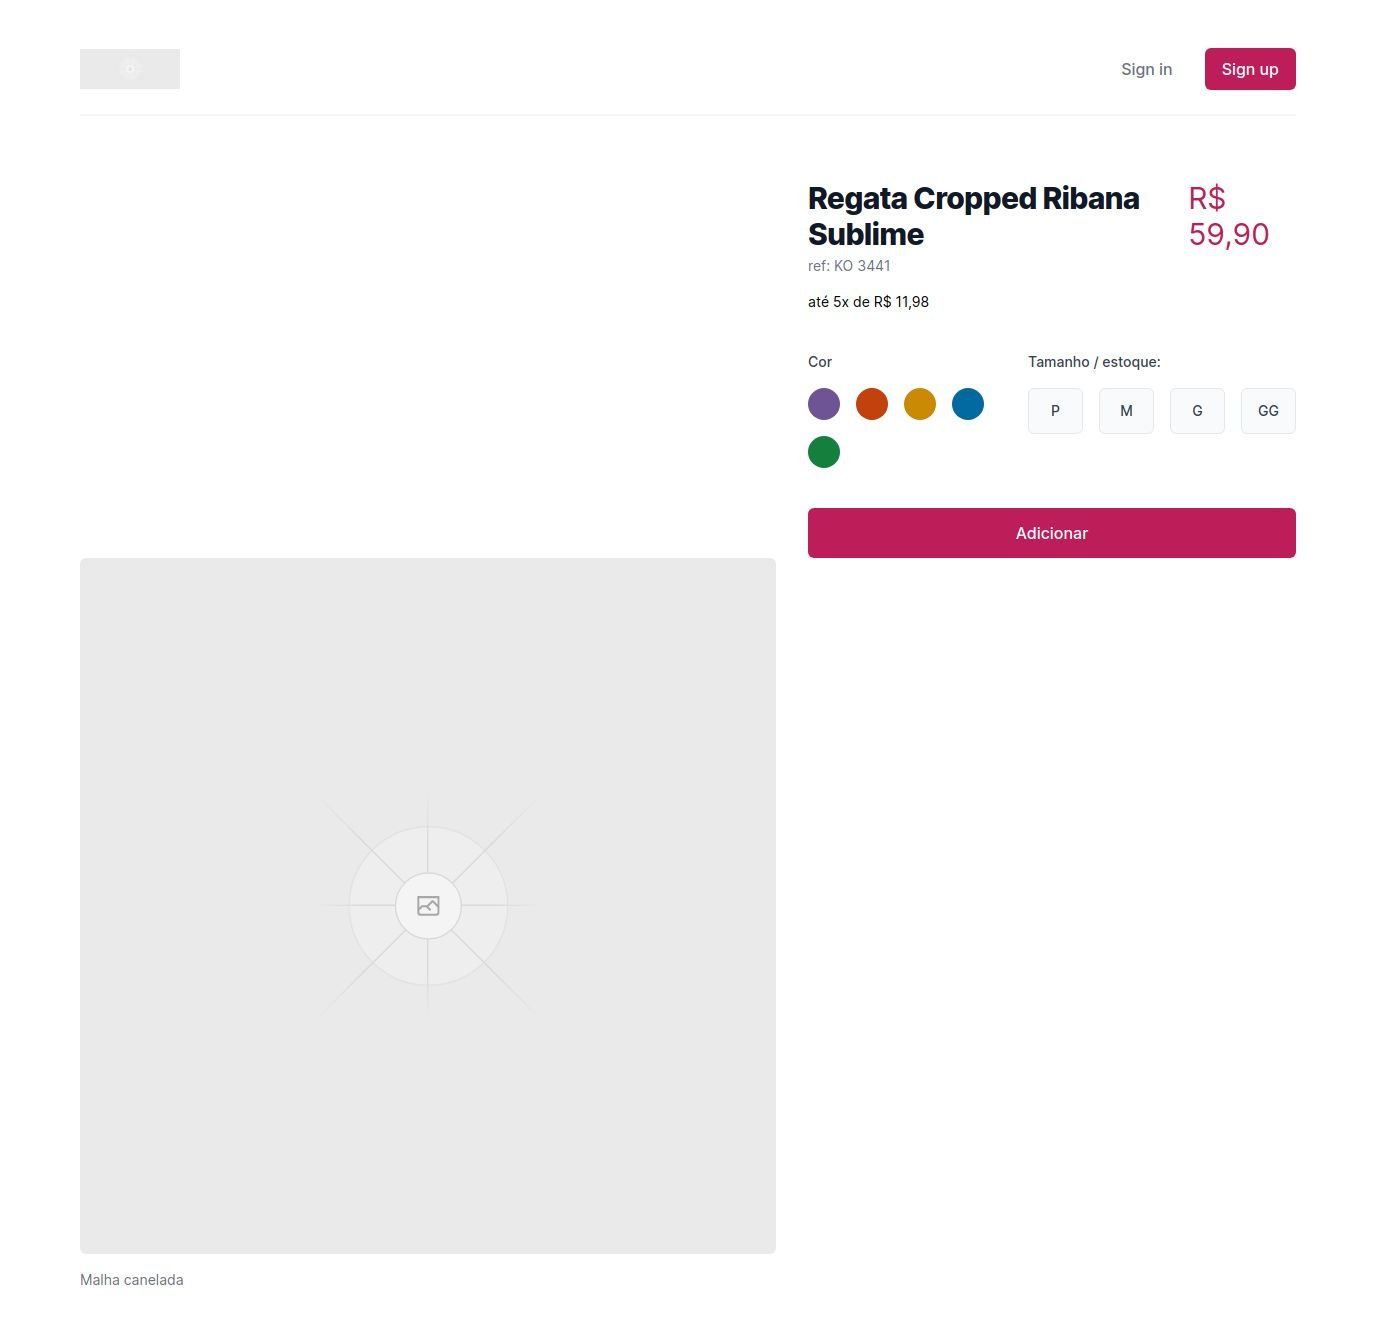 Sign in
Sign up
Regata Cropped Ribana
Sublime
R$
59,90
ref: KO 3441
até 5x de R$ 11,98
Cor
Tamanho / estoque:
P
M
G
GG
Adicionar
Malha canelada